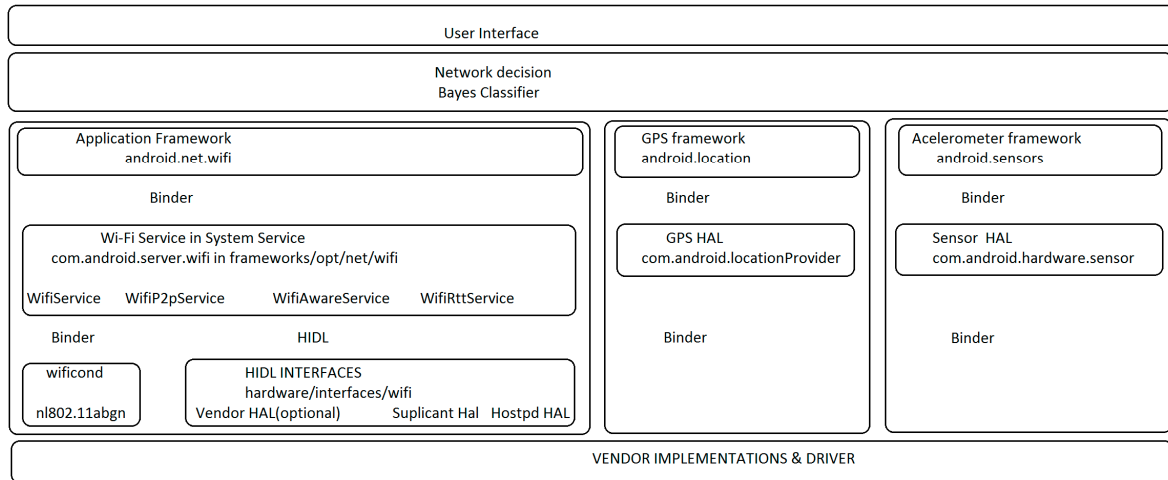 User Interface
Network decision
Bayes Classifier
Application Framework
android.net.wifi
Binder
Wi-Fi Service in System Service
com.android.server.wifi in frameworks/opt/net/wifi
WifiService WifiP2pService WifiAwareService WifiRttService
Binder HIDL
wificond
nl802.11abgn
HIDL INTERFACES
hardware/interfaces/wifi
Vendor HAL(optional) Suplicant Hal Hostpd HAL
GPS framework
android.location
Binder
GPS HAL
com.android.locationProvider
Binder
Acelerometer framework
android.sensors
Binder
Sensor HAL
com.android.hardware.sensor
Binder
VENDOR IMPLEMENTATIONS & DRIVER